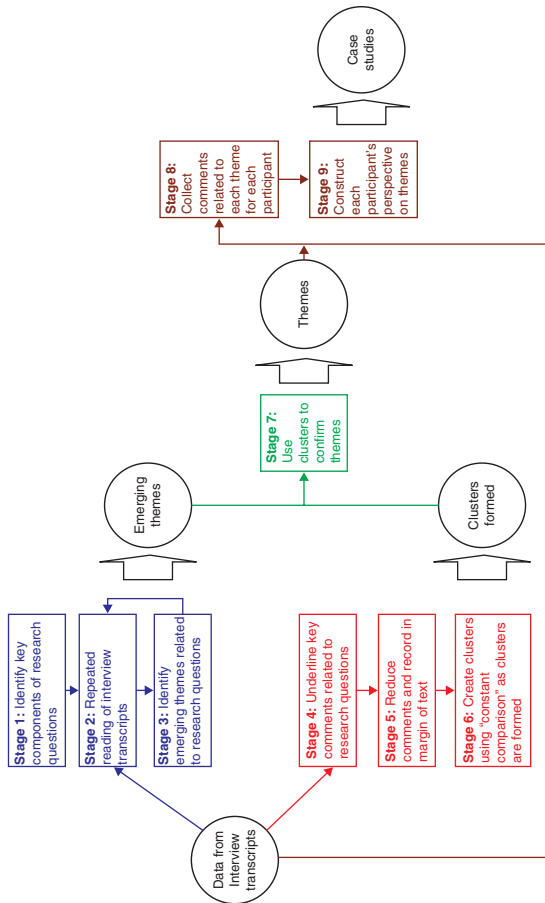 Data from
Interview
transcripts
Stage 1: Identify key
components of research
questions
Stage 2: Repeated
reading of interview
transcripts
Stage 3: Identify
emerging themes related
to research questions
Stage 4: Underline key
comments related to
research questions
Stage 5: Reduce
comments and record in
margin of text
Stage 6: Create clusters
using “constant
comparison” as clusters
are formed
Emerging
themes
Clusters
formed
Stage 7:
Use
clusters to
confirm
themes
Themes
Stage 8:
Collect
comments
related to
each theme
for each
participant
Stage 9:
Construct
each
participant’s
perspective
on themes
Case
studies